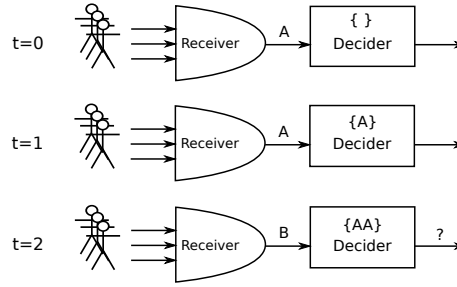 A
{ }
t=0
Receiver
Decider
A
{A}
t=1
Receiver
Decider
B
{AA}
?
t=2
Receiver
Decider